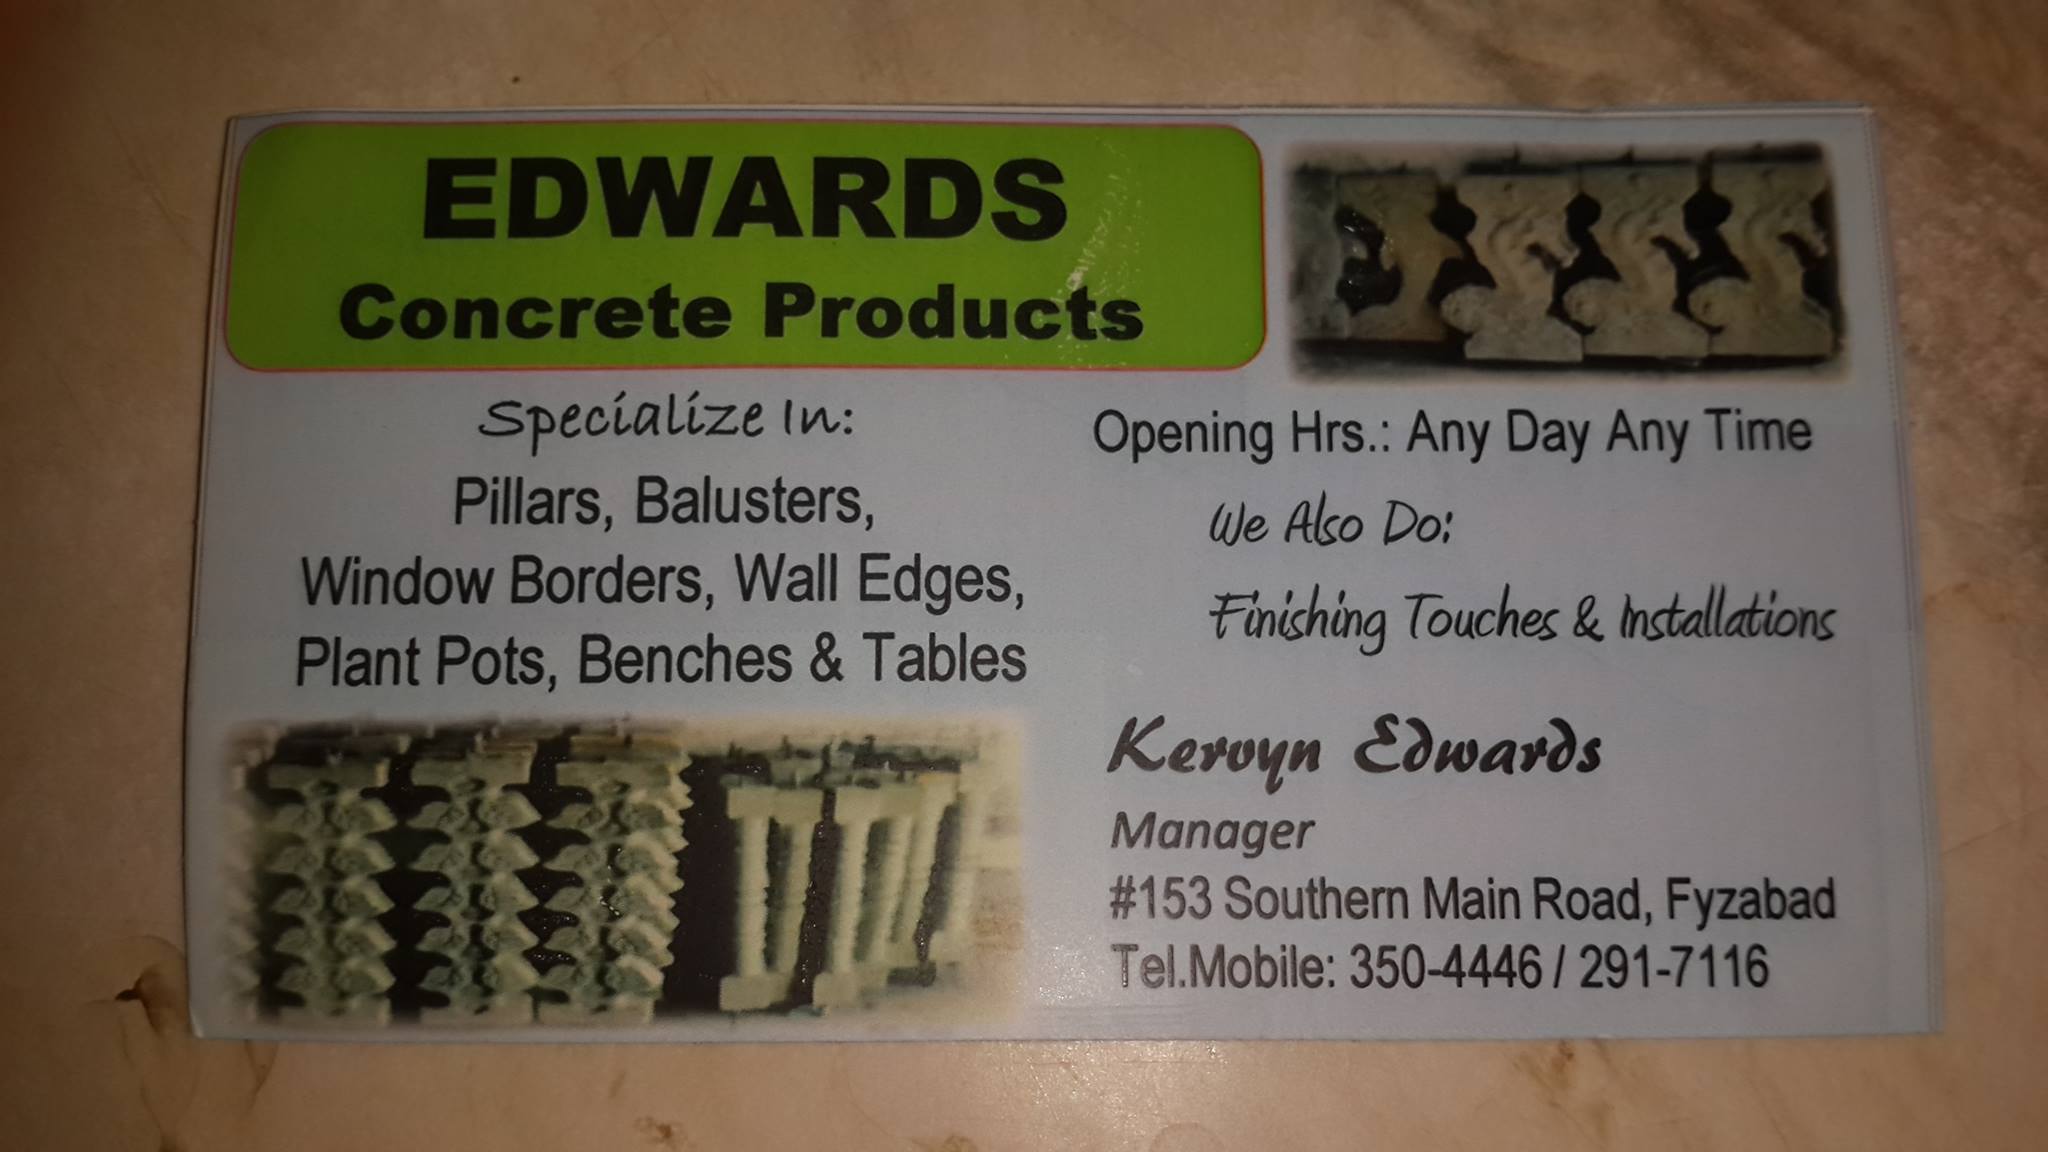 EDWARDS
Concrete Products
Specialize In:
Pillars, Balusters,
Window Borders, Wall Edges,
Plant Pots, Benches & Tables
Opening Hrs.: Any Day Any Time
We Also Do:
Finishing Touches & Installations
Kervyn Edwards
Manager
#153 Southern Main Road, Fyzabad
Tel.Mobile: 350-4446 / 291-7116